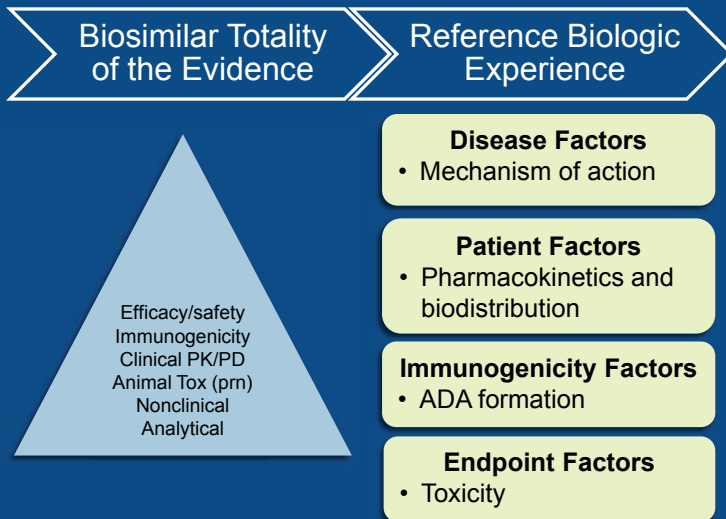 Biosimilar Totality
of the Evidence
Reference Biologic
Experience
Efficacy/safety
Immunogenicity
Clinical PK/PD
Animal Tox (prn)
Nonclinical
Analytical
Disease Factors
• Mechanism of action
Patient Factors
• Pharmacokinetics and
biodistribution
Immunogenicity Factors
• ADA formation
Endpoint Factors
• Toxicity